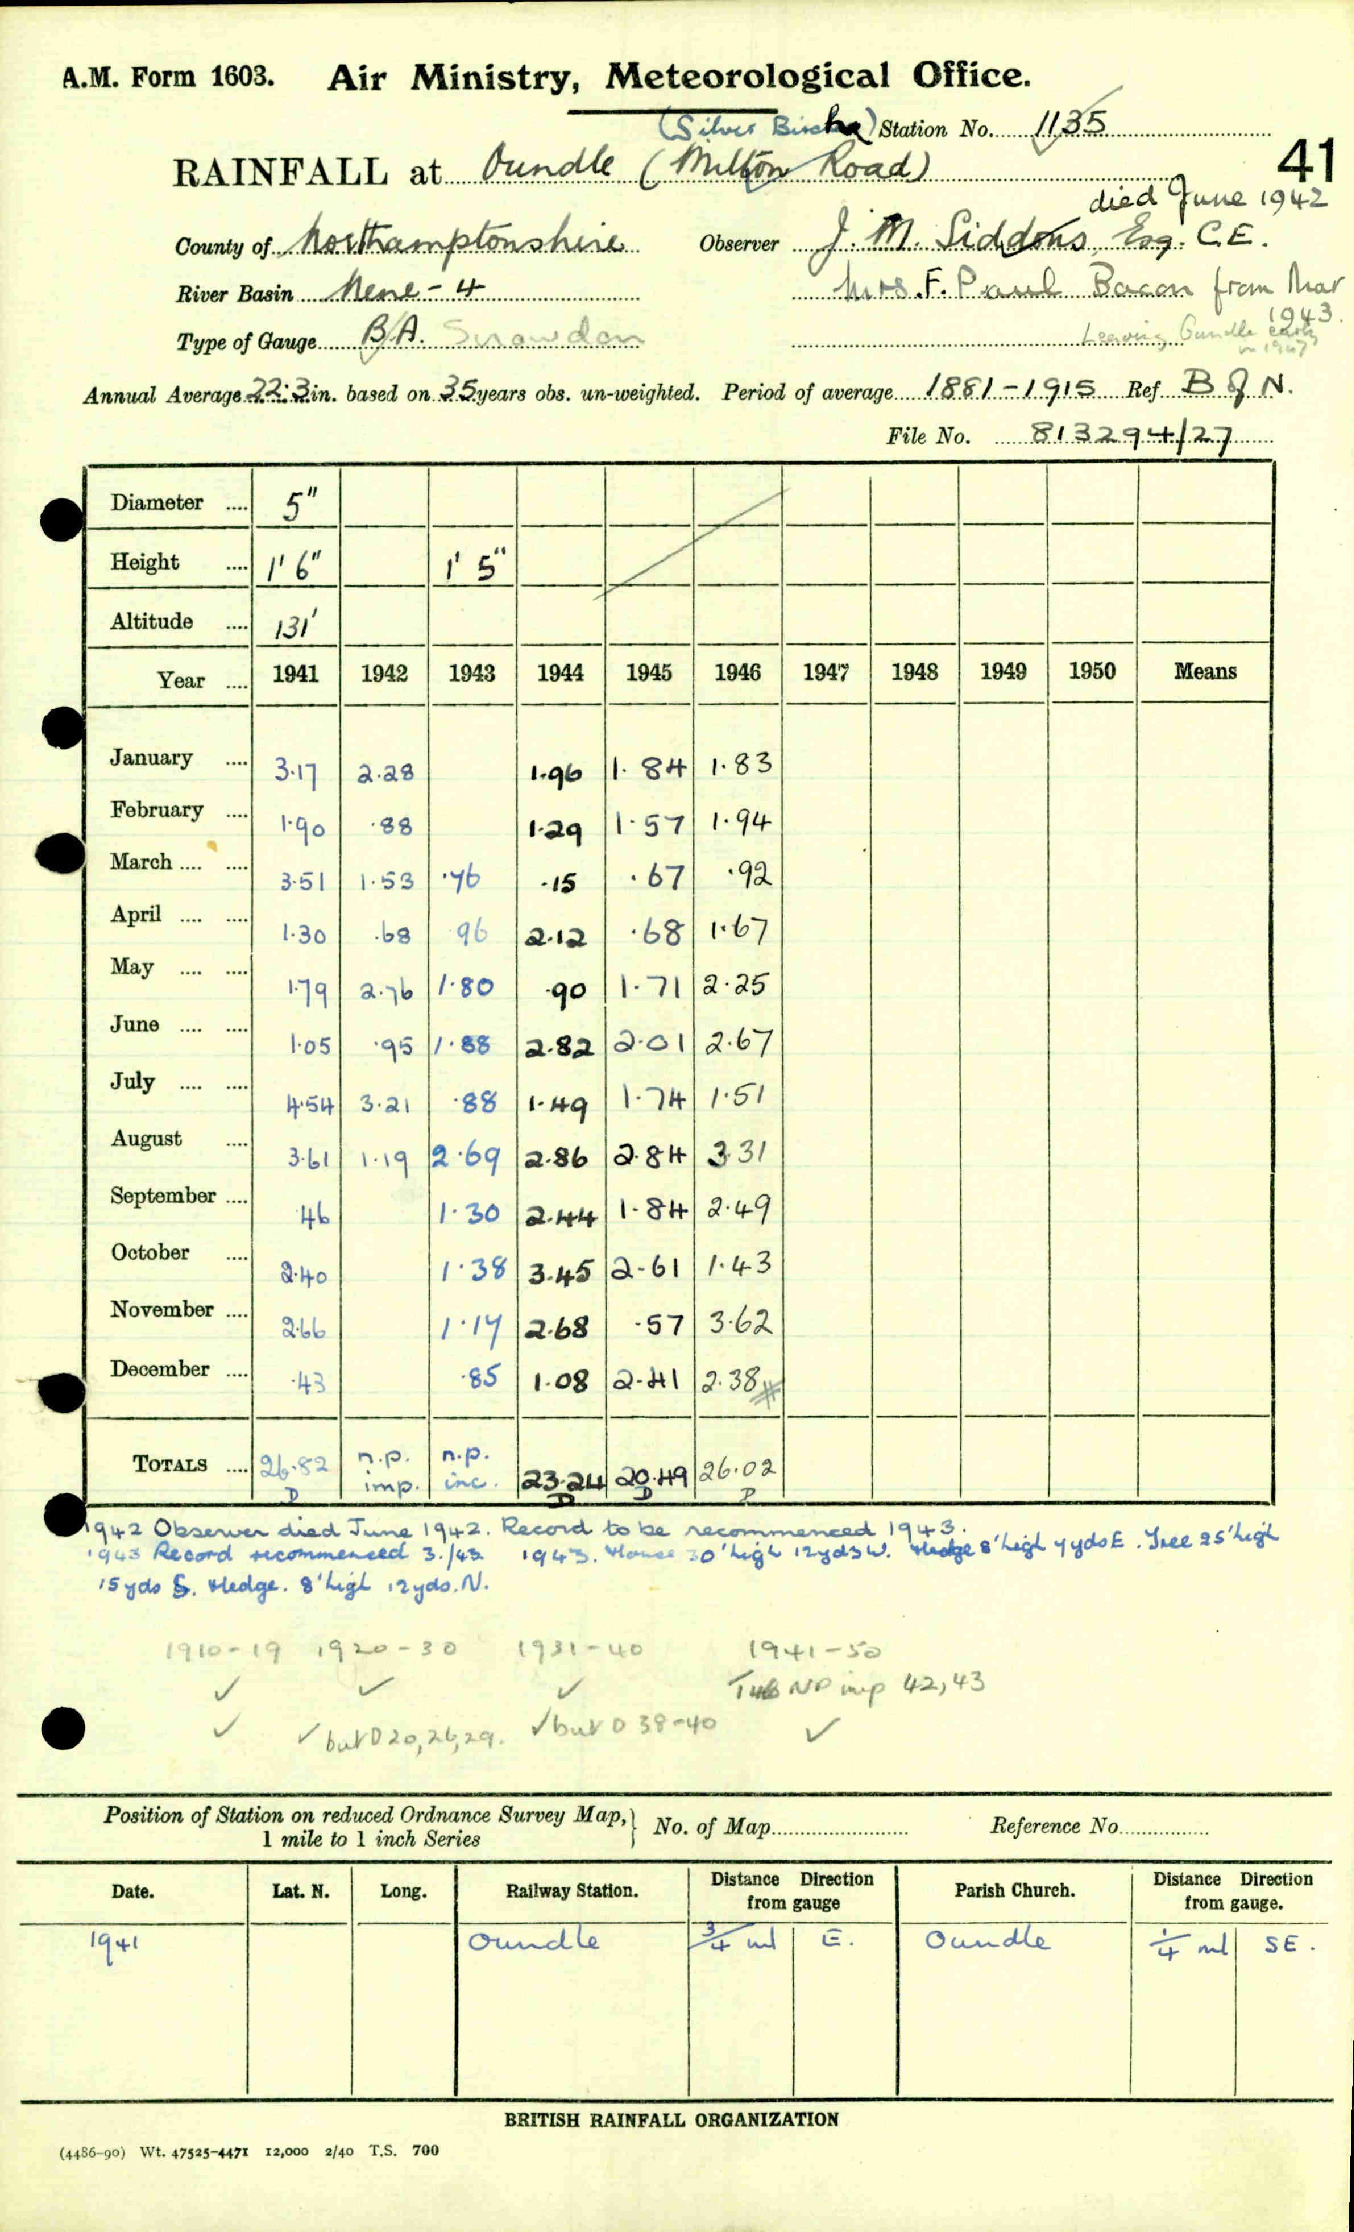 A.M. Form 1603. Air Ministry, Meteorological Office.
(Silver Birches) Station No. 1135
41
RAINFALL at Oundle (Milton Road)
died June 1942
County of Northamptonshire Observer J. M. Siddons, Esq. C.E.
River Basin Nene - 4 Mrs. F. Paul Bacon from Mar 1943.
Type of Gauge B.A. Snowdon Leaving Oundle early in 1947
Annual Average 22.3 in. based on 35 years obs. un-weighted. Period of average 1881-1915 Ref B of N.
File No. 813294/27
Diameter .... 5"
Height .... 1' 6" 1' 5"
Altitude .... 131'
Year .... 1941 1942 1943 1944 1945 1946 1947 1948 1949 1950 Means
January .... 3.17 2.28 1.96 1.84 1.83
February .... 1.90 .88 1.29 1.57 1.94
March .... .... 3.51 1.53 .76 .15 .67 .92
April .... .... 1.30 .68 96 2.12 .68 1.67
May .... .... 1.79 2.76 1.80 .90 1.71 2.25
June .... .... 1.05 .95 1.88 2.82 2.01 2.67
July .... .... 4.54 3.21 .88 1.49 1.74 1.51
August .... 3.61 1.19 2.69 2.86 2.84 3.31
September .... .46 1.30 2.44 1.84 2.49
October .... 2.40 1.38 3.45 2.61 1.43
November .... 2.66 1.17 2.68 .57 3.62
December .... .43 .85 1.08 2.41 2.38
TOTALS .... 26.82 n.p. n.p. 23.24 20.49 26.02
D imp. inc. D D D
1942 Observer died June 1942. Record to be recommenced 1943.
1943 Record recommenced 3./43. 1943. House 30' high 12yds W. Hedge 8' high 7yds E. Tree 25' high
15yds S. Hedge. 8' high 12yds. N.
1910-19 1920-30 1931-40 1941-50
✓ ✓ ✓ NP imp 42,43
✓ ✓ but D 20, 26, 29. ✓ but D 38-40 ✓
Position of Station on reduced Ordnance Survey Map, } No. of Map Reference No.
1 mile to 1 inch Series
Date. Lat. N. Long. Railway Station. Distance Direction from gauge Parish Church. Distance Direction from gauge.
1941 Oundle 3/4 ml E. Oundle 1/4 ml SE.
BRITISH RAINFALL ORGANIZATION
(4486-90) Wt. 47525-4471 12,000 2/40 T.S. 700